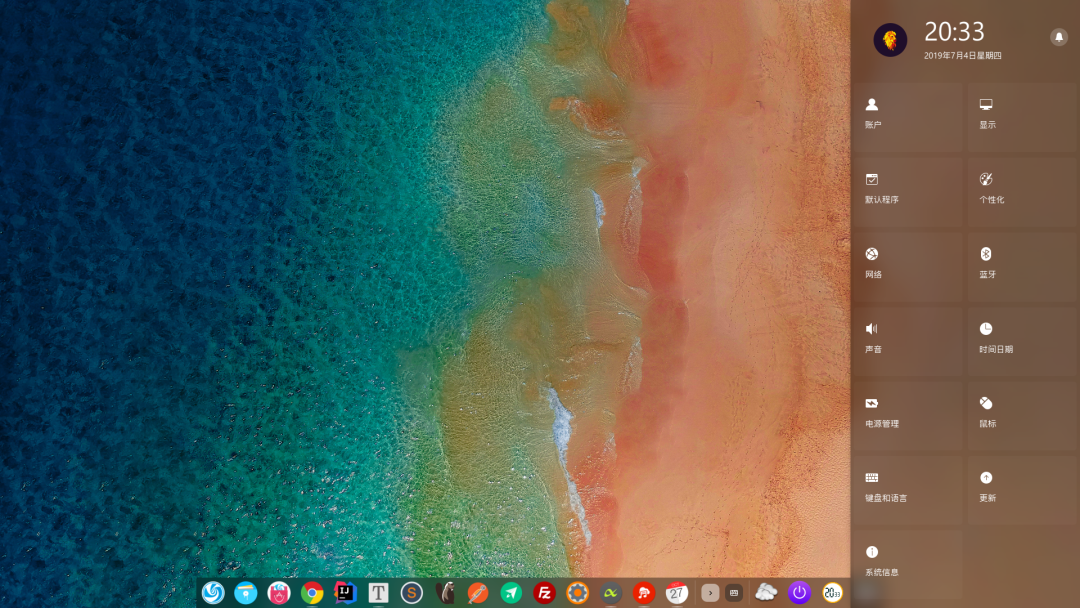 20:33
2019年7月4日星期四
账户
显示
默认程序
个性化
网络
蓝牙
声音
时间日期
电源管理
鼠标
键盘和语言
更新
系统信息
IJ
T
S
FZ
27
20:33